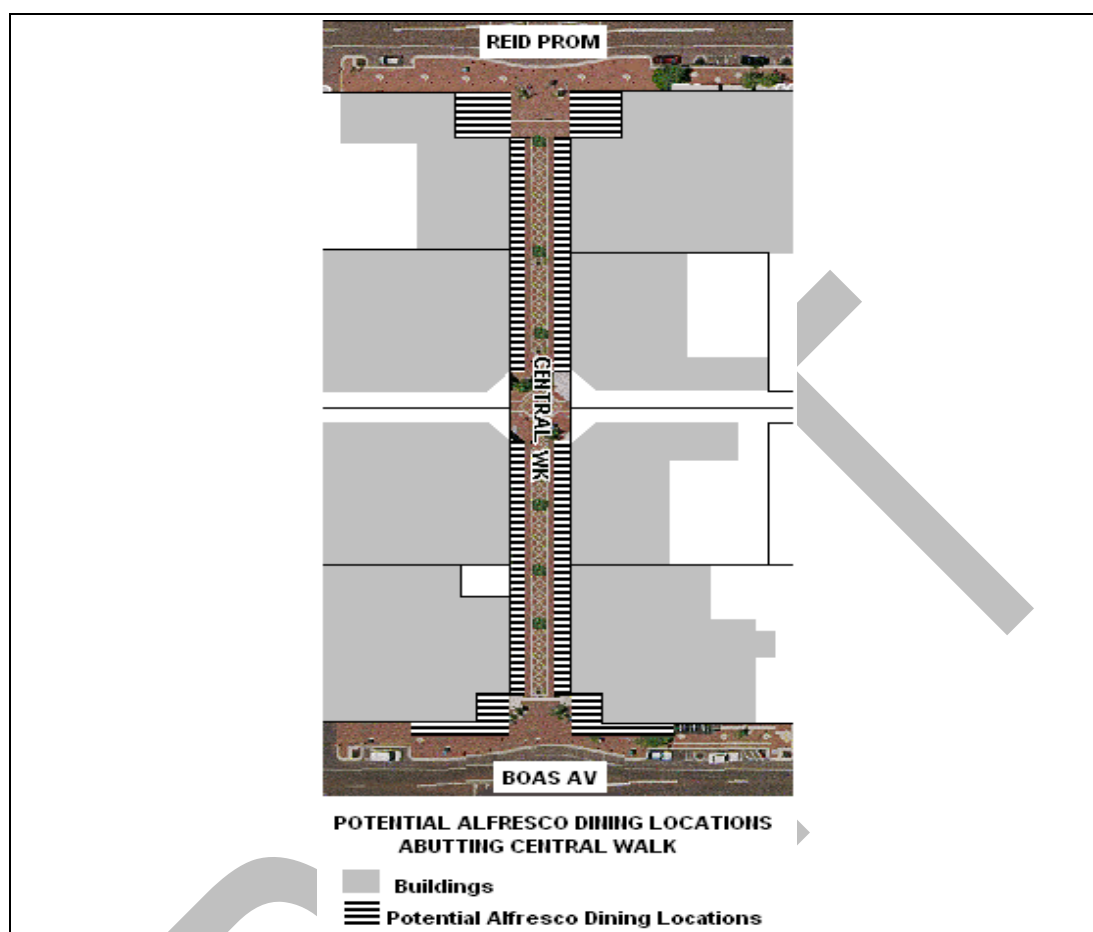 REID PROM
CENTRAL WK
BOAS AV
POTENTIAL ALFRESCO DINING LOCATIONS
ABUTTING CENTRAL WALK
Buildings
Potential Alfresco Dining Locations